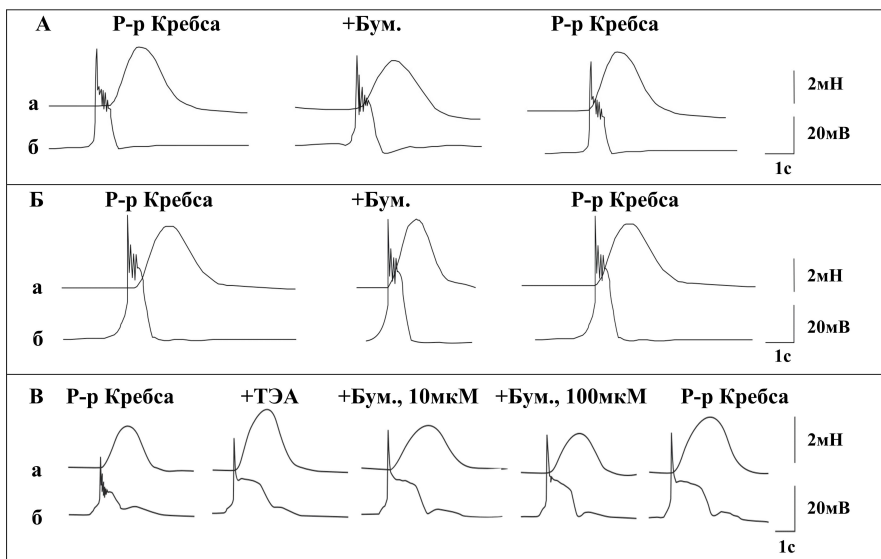 А Р-р Кребса +Бум. Р-р Кребса
2мН
а
20мВ
б
1с
Б Р-р Кребса +Бум. Р-р Кребса
2мН
а
20мВ
б
1с
В Р-р Кребса +ТЭА +Бум., 10мкМ +Бум., 100мкМ Р-р Кребса
2мН
а
20мВ
б
1с